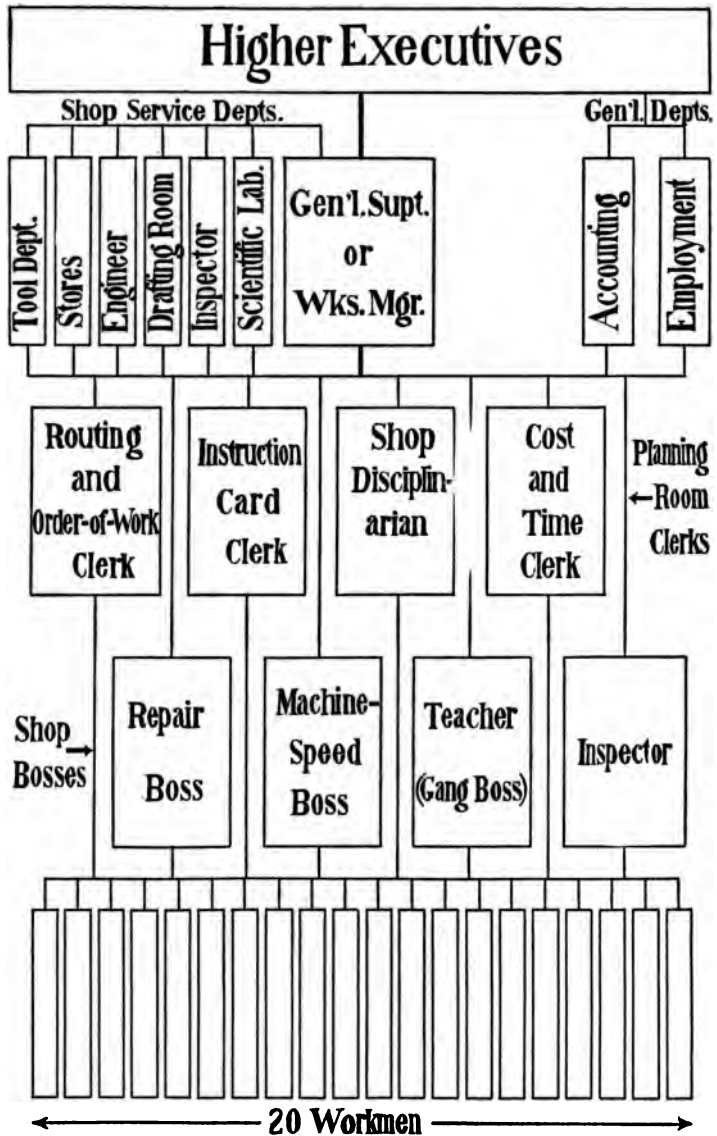 Higher Executives
Shop Service Depts.
Gen'l. Depts.
Tool Dept.
Stores
Engineer
Drafting Room
Inspector
Scientific Lab.
Gen'l. Supt.
or
Wks. Mgr.
Accounting
Employment
Routing
and
Order-of-Work
Clerk
Instruction
Card
Clerk
Shop
Disciplin-
arian
Cost
and
Time
Clerk
Planning
Room
Clerks
Shop
Bosses
Repair
Boss
Machine-
Speed
Boss
Teacher
(Gang Boss)
Inspector
20 Workmen